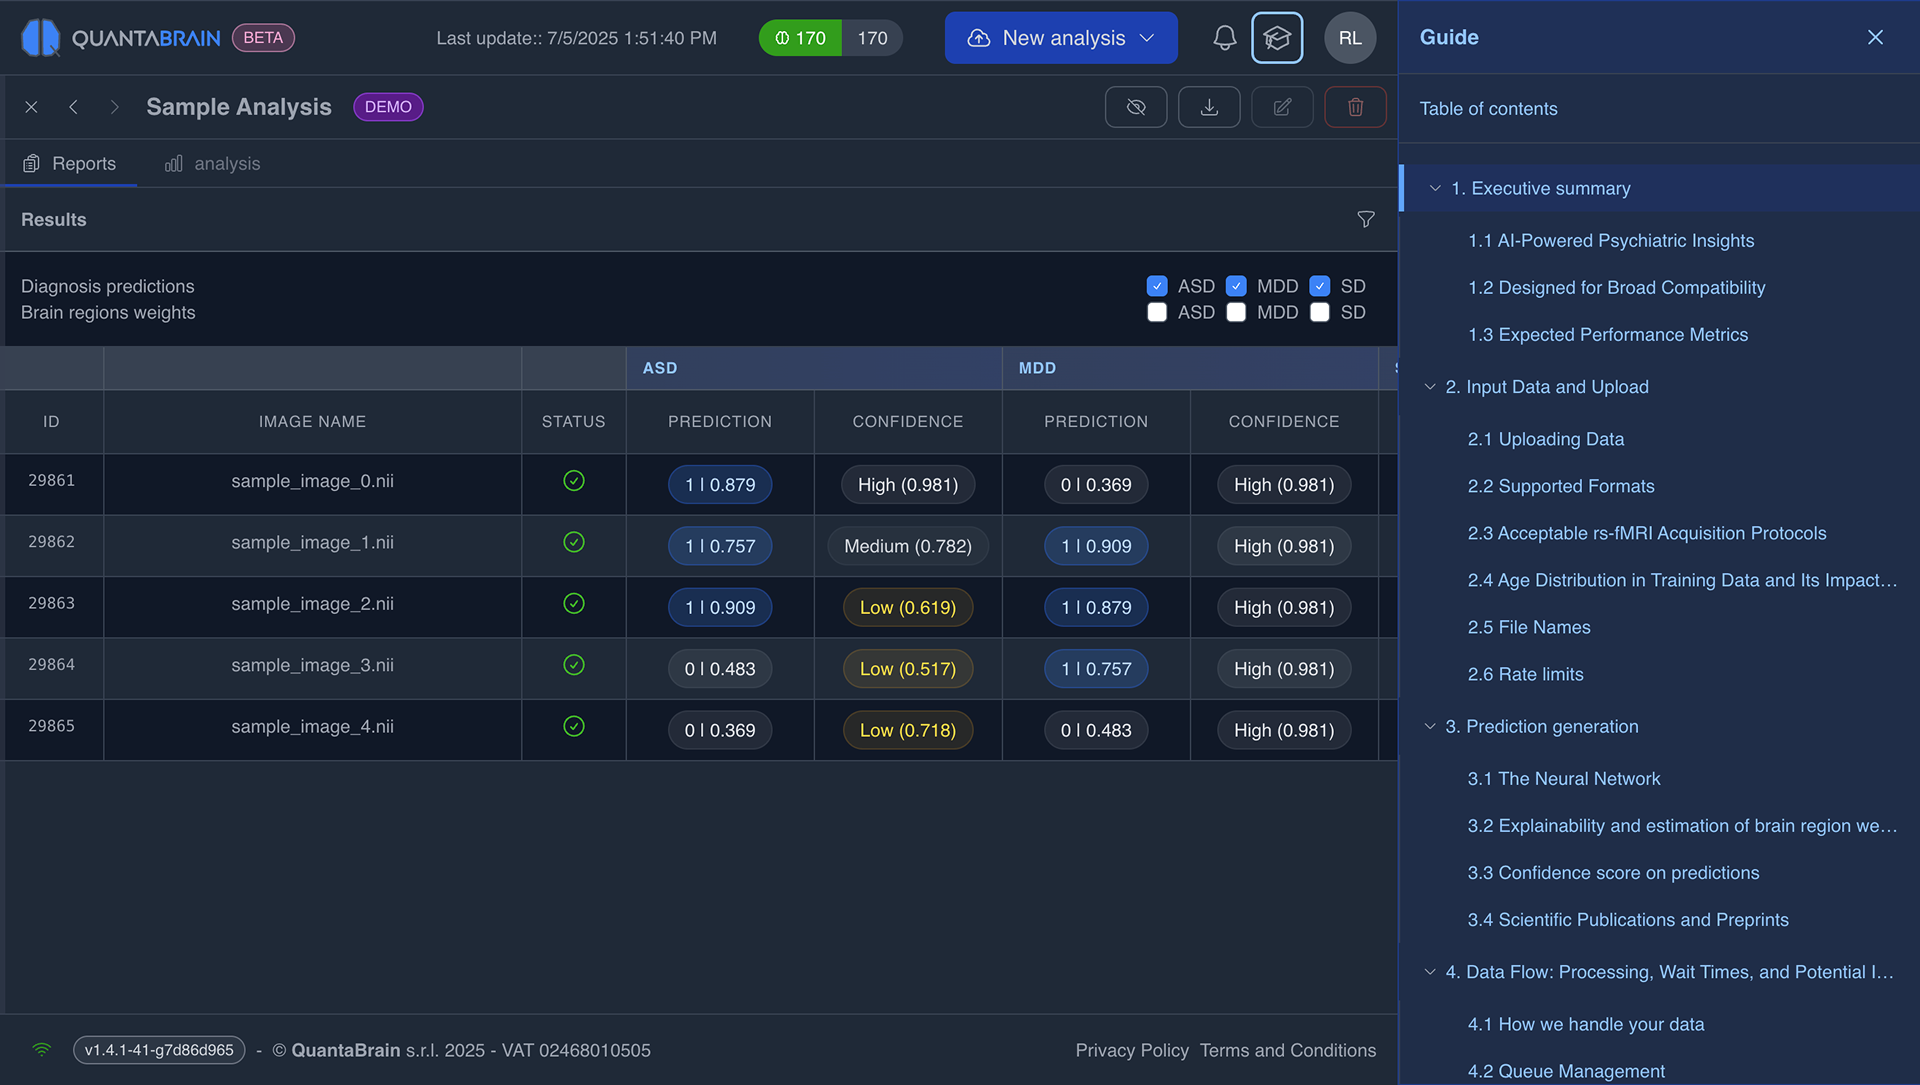 QUANTABRAIN BETA Last update:: 7/5/2025 1:51:40 PM 170 170 New analysis RL
Sample Analysis DEMO
Reports analysis
Results
Diagnosis predictions ASD MDD SD
Brain regions weights ASD MDD SD
ASD MDD
ID IMAGE NAME STATUS PREDICTION CONFIDENCE PREDICTION CONFIDENCE
29861 sample_image_0.nii 1 | 0.879 High (0.981) 0 | 0.369 High (0.981)
29862 sample_image_1.nii 1 | 0.757 Medium (0.782) 1 | 0.909 High (0.981)
29863 sample_image_2.nii 1 | 0.909 Low (0.619) 1 | 0.879 High (0.981)
29864 sample_image_3.nii 0 | 0.483 Low (0.517) 1 | 0.757 High (0.981)
29865 sample_image_4.nii 0 | 0.369 Low (0.718) 0 | 0.483 High (0.981)
v1.4.1-41-g7d86d965 - © QuantaBrain s.r.l. 2025 - VAT 02468010505 Privacy Policy Terms and Conditions
Guide
Table of contents
1. Executive summary
1.1 AI-Powered Psychiatric Insights
1.2 Designed for Broad Compatibility
1.3 Expected Performance Metrics
2. Input Data and Upload
2.1 Uploading Data
2.2 Supported Formats
2.3 Acceptable rs-fMRI Acquisition Protocols
2.4 Age Distribution in Training Data and Its Impact…
2.5 File Names
2.6 Rate limits
3. Prediction generation
3.1 The Neural Network
3.2 Explainability and estimation of brain region we…
3.3 Confidence score on predictions
3.4 Scientific Publications and Preprints
4. Data Flow: Processing, Wait Times, and Potential I…
4.1 How we handle your data
4.2 Queue Management